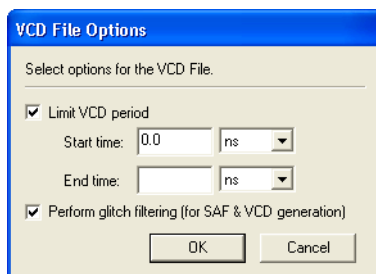 VCD File Options
Select options for the VCD File.
Limit VCD period
Start time: 0.0 ns
End time: ns
Perform glitch filtering (for SAF & VCD generation)
OK Cancel